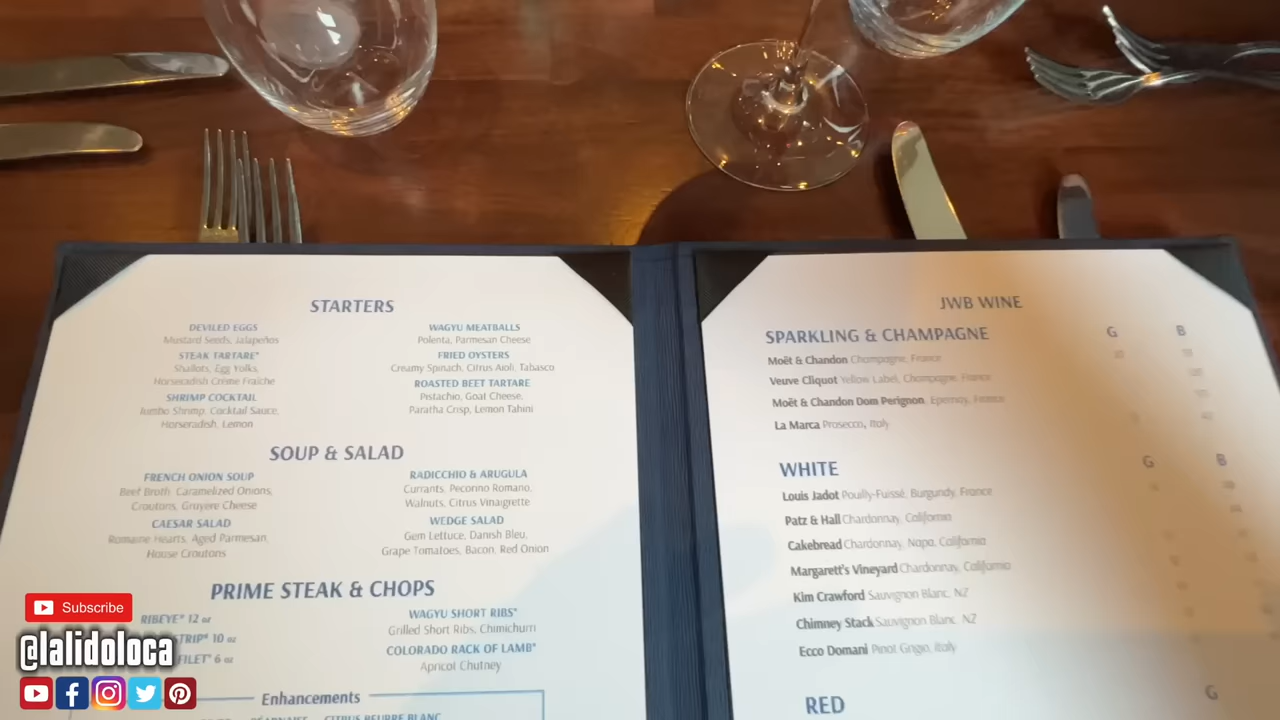 STARTERS
DEVILED EGGS
Mustard Seeds, Jalapeños
STEAK TARTARE*
Shallots, Egg Yolks,
Horseradish Crème Fraîche
SHRIMP COCKTAIL
Jumbo Shrimp, Cocktail Sauce,
Horseradish, Lemon
WAGYU MEATBALLS
Polenta, Parmesan Cheese
FRIED OYSTERS
Creamy Spinach, Citrus Aioli, Tabasco
ROASTED BEET TARTARE
Pistachio, Goat Cheese,
Paratha Crisp, Lemon Tahini
SOUP & SALAD
FRENCH ONION SOUP
Beef Broth, Caramelized Onions,
Croutons, Gruyere Cheese
CAESAR SALAD
Romaine Hearts, Aged Parmesan,
House Croutons
RADICCHIO & ARUGULA
Currants, Pecorino Romano,
Walnuts, Citrus Vinaigrette
WEDGE SALAD
Gem Lettuce, Danish Bleu,
Grape Tomatoes, Bacon, Red Onion
PRIME STEAK & CHOPS
RIBEYE* 12 oz
STRIP* 10 oz
FILET* 6 oz
WAGYU SHORT RIBS*
Grilled Short Ribs, Chimichurri
COLORADO RACK OF LAMB*
Apricot Chutney
Enhancements
BÉARNAISE CITRUS BEURRE BLANC
JWB WINE
SPARKLING & CHAMPAGNE G B
Moët & Chandon Champagne, France
Veuve Cliquot Yellow Label, Champagne, France
Moët & Chandon Dom Perignon, Epernay, France
La Marca Prosecco, Italy
WHITE G B
Louis Jadot Pouilly-Fuissé, Burgundy, France
Patz & Hall Chardonnay, California
Cakebread Chardonnay, Napa, California
Margarett's Vineyard Chardonnay, California
Kim Crawford Sauvignon Blanc, NZ
Chimney Stack Sauvignon Blanc, NZ
Ecco Domani Pinot Grigio, Italy
RED G
Subscribe
@lalidoloca